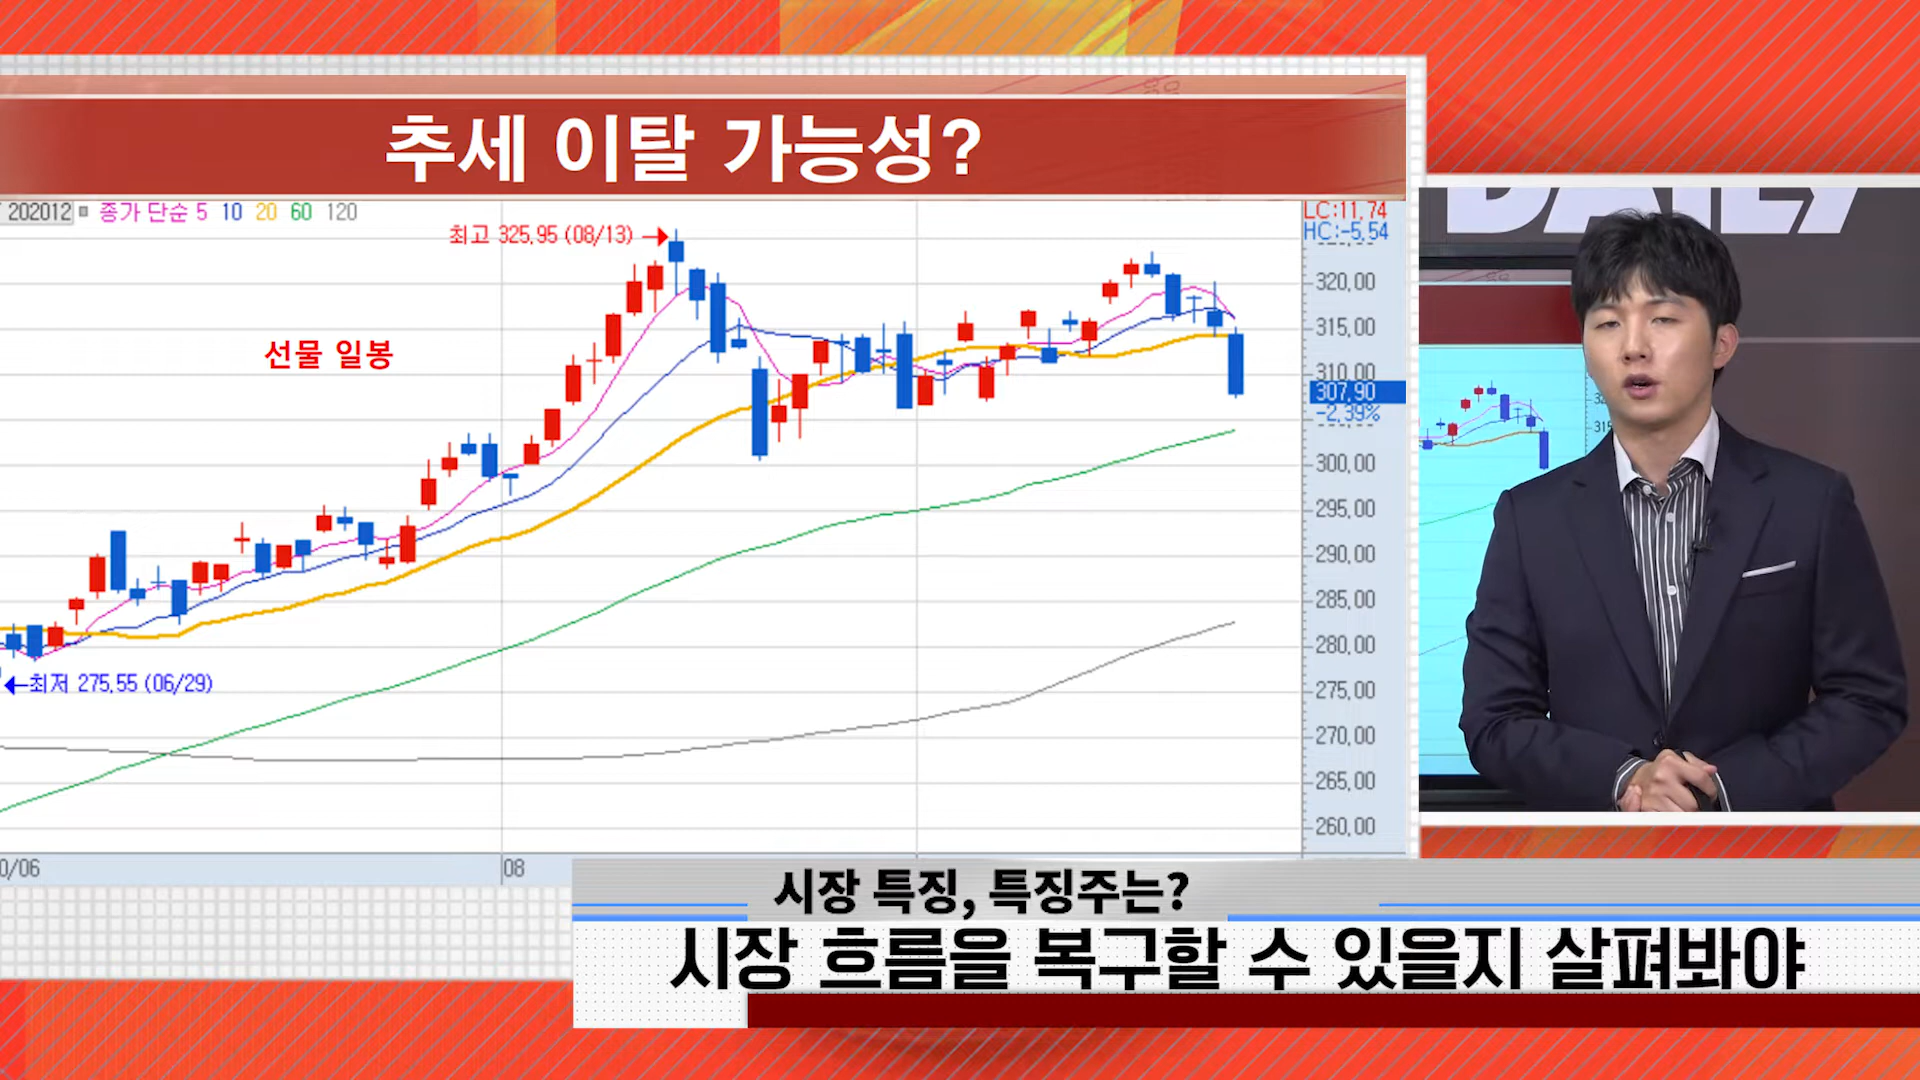 추세 이탈 가능성?
202012 종가 단순 5 10 20 60 120
최고 325.95 (08/13)
LC:11.74
HC:-5.54
320.00
315.00
선물 일봉
310.00
307.90
-2.39%
300.00
295.00
290.00
285.00
280.00
최저 275.55 (06/29)
275.00
270.00
265.00
260.00
0/06
08
DAILY
315
시장 특징, 특징주는?
시장 흐름을 복구할 수 있을지 살펴봐야